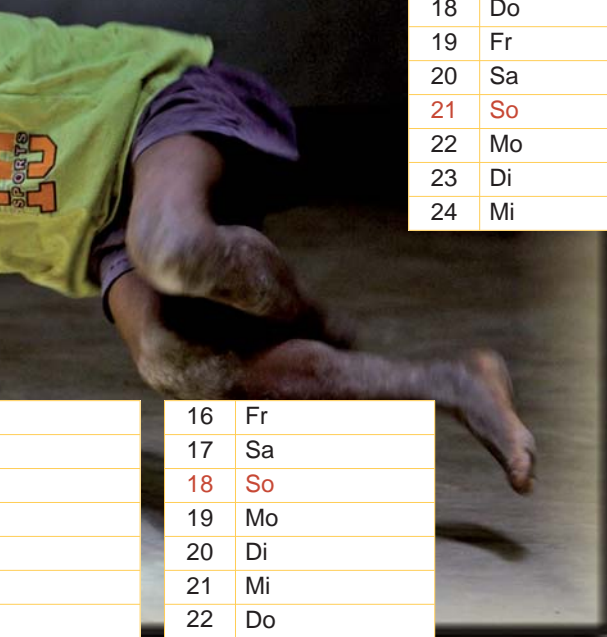 18 Do
19 Fr
20 Sa
21 So
22 Mo
23 Di
24 Mi
SPORTS
16 Fr
17 Sa
18 So
19 Mo
20 Di
21 Mi
22 Do